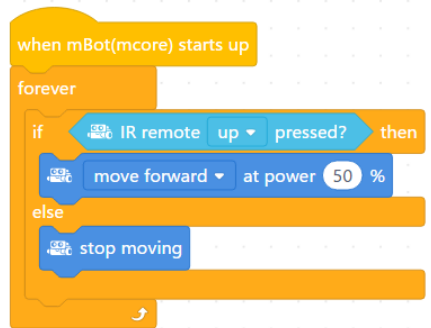 when mBot(mcore) starts up
forever
if IR remote up pressed? then
move forward at power 50 %
else
stop moving